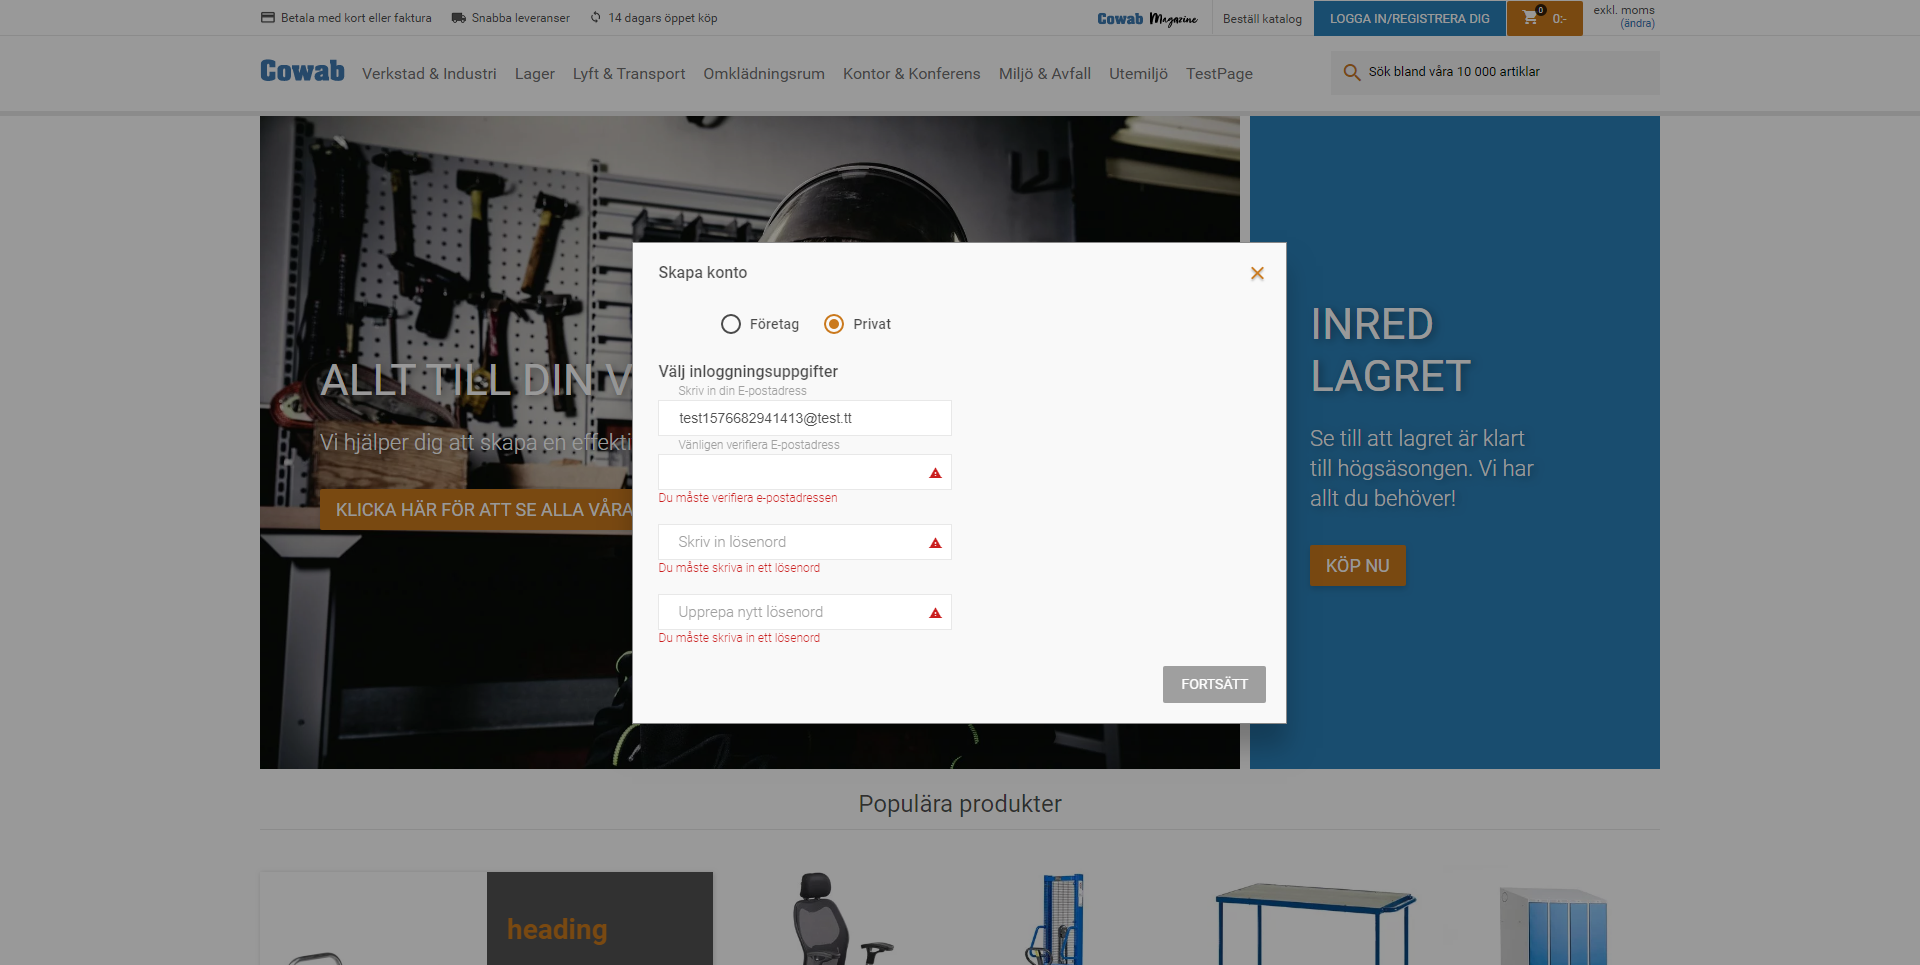 Betala med kort eller faktura
Snabba leveranser
14 dagars öppet köp
Cowab Magazine
Beställ katalog
LOGGA IN/REGISTRERA DIG
0
0:-
exkl. moms
(ändra)
Cowab
Verkstad & Industri
Lager
Lyft & Transport
Omklädningsrum
Kontor & Konferens
Miljö & Avfall
Utemiljö
TestPage
Sök bland våra 10 000 artiklar
ALLT TILL DIN V
Vi hjälper dig att skapa en effekti
KLICKA HÄR FÖR ATT SE ALLA VÅRA
Skapa konto
Företag
Privat
Välj inloggningsuppgifter
Skriv in din E-postadress
test1576682941413@test.tt
Vänligen verifiera E-postadress
Du måste verifiera e-postadressen
Skriv in lösenord
Du måste skriva in ett lösenord
Upprepa nytt lösenord
Du måste skriva in ett lösenord
FORTSÄTT
INRED
LAGRET
Se till att lagret är klart
till högsäsongen. Vi har
allt du behöver!
KÖP NU
Populära produkter
heading